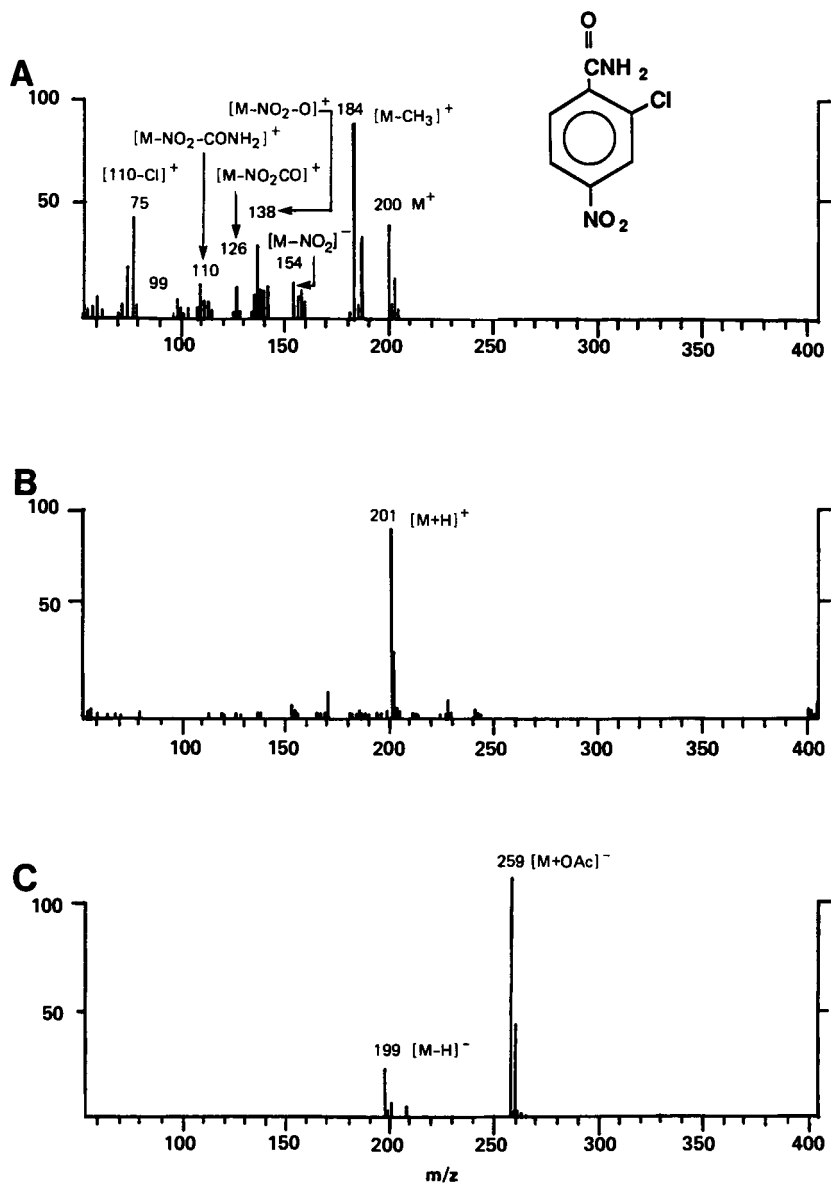 A
O
CNH 2
Cl
NO2
100
50
[M–NO2–O]+ 184 [M–CH3]+
[M–NO2–CONH2]+
[110–Cl]+ [M–NO2CO]+
75 138 200 M+
126 [M–NO2]–
99 110 154
100 150 200 250 300 350 400
B
100
50
201 [M+H]+
100 150 200 250 300 350 400
C
100
50
259 [M+OAc]–
199 [M–H]–
100 150 200 250 300 350 400
m/z